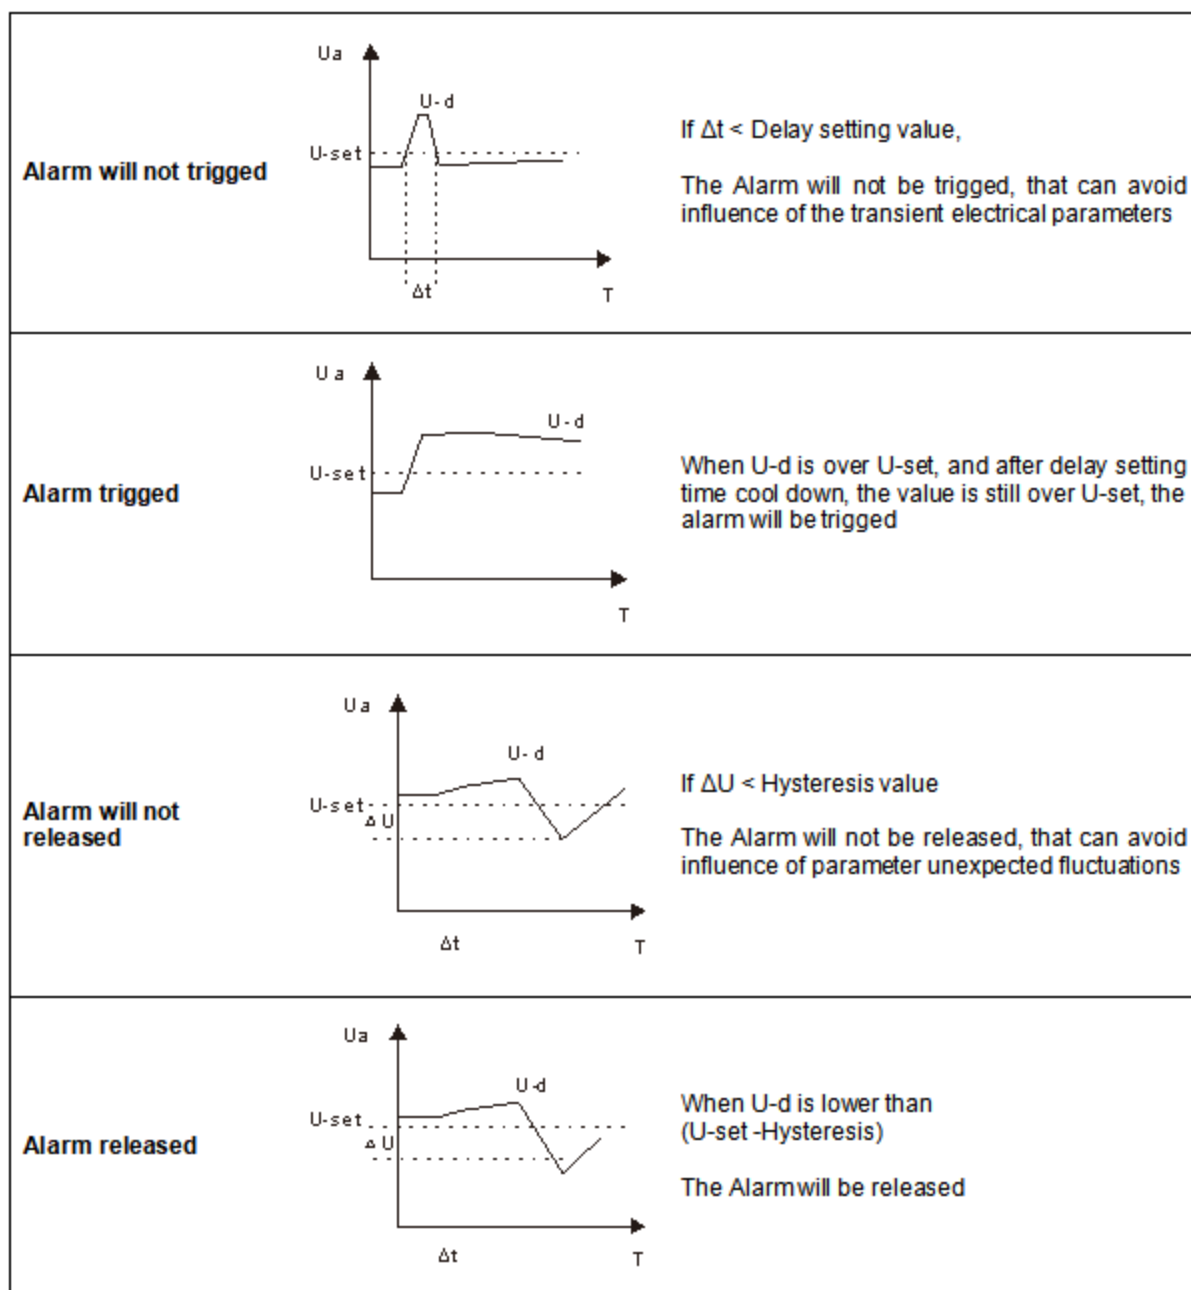 Alarm will not trigged
Ua
U-d
U-set
Δt
T
If Δt < Delay setting value,
The Alarm will not be trigged, that can avoid
influence of the transient electrical parameters
Alarm trigged
Ua
U-d
U-set
T
When U-d is over U-set, and after delay setting
time cool down, the value is still over U-set, the
alarm will be trigged
Alarm will not
released
Ua
U-d
U-set
ΔU
Δt
T
If ΔU < Hysteresis value
The Alarm will not be released, that can avoid
influence of parameter unexpected fluctuations
Alarm released
Ua
U-d
U-set
ΔU
Δt
T
When U-d is lower than
(U-set -Hysteresis)
The Alarm will be released